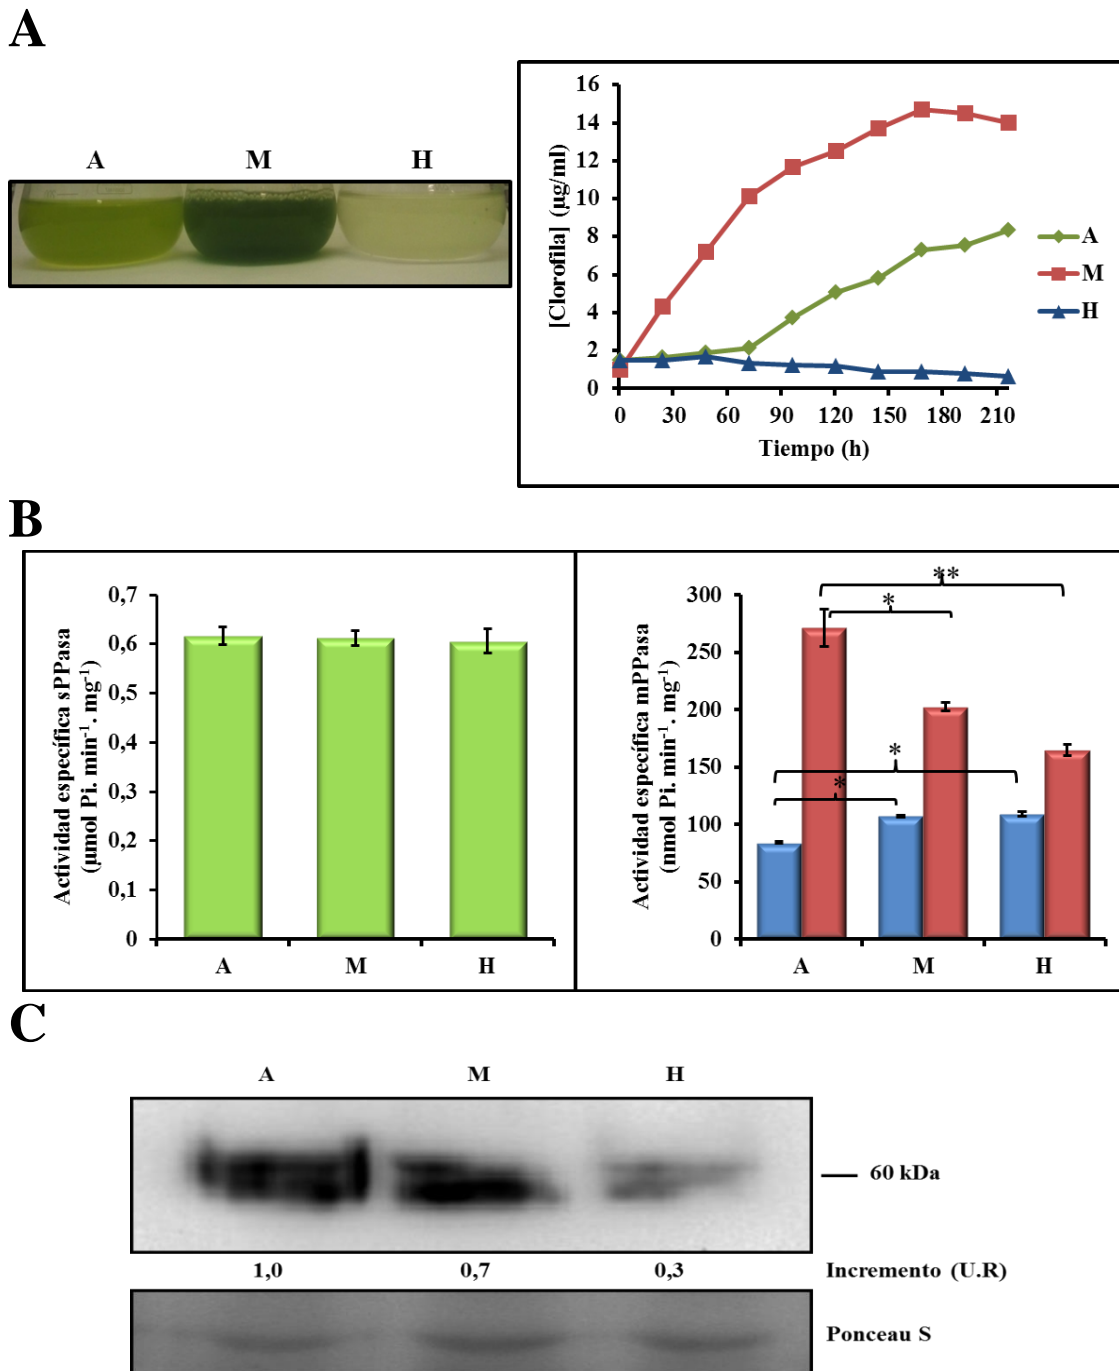 A
A M H
[Clorofila] (µg/ml)
16
14
12
10
8
6
4
2
0
0 30 60 90 120 150 180 210
Tiempo (h)
A
M
H
B
Actividad específica sPPasa
(µmol Pi. min⁻¹. mg⁻¹)
0,7
0,6
0,5
0,4
0,3
0,2
0,1
0
A M H
Actividad específica mPPasa
(nmol Pi. min⁻¹. mg⁻¹)
300
250
200
150
100
50
0
**
*
*
*
A M H
C
A M H
60 kDa
1,0 0,7 0,3 Incremento (U.R)
Ponceau S